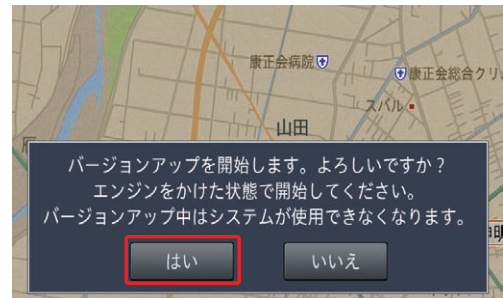 康正会病院
康正会総合クリ
スバル
山田
バージョンアップを開始します。よろしいですか？
エンジンをかけた状態で開始してください。
バージョンアップ中はシステムが使用できなくなります。
はい
いいえ